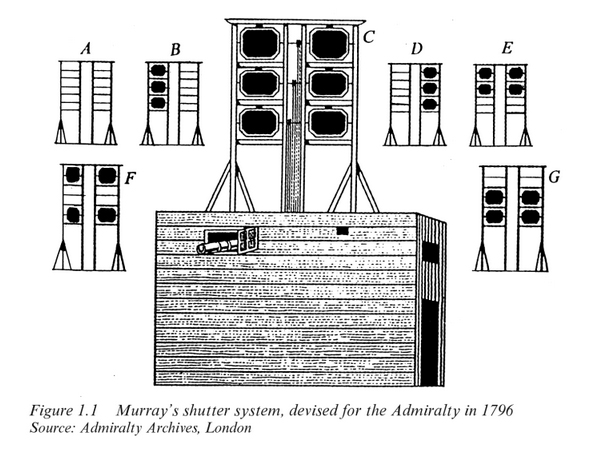 A
B
C
D
E
F
G
Figure 1.1 Murray's shutter system, devised for the Admiralty in 1796
Source: Admiralty Archives, London